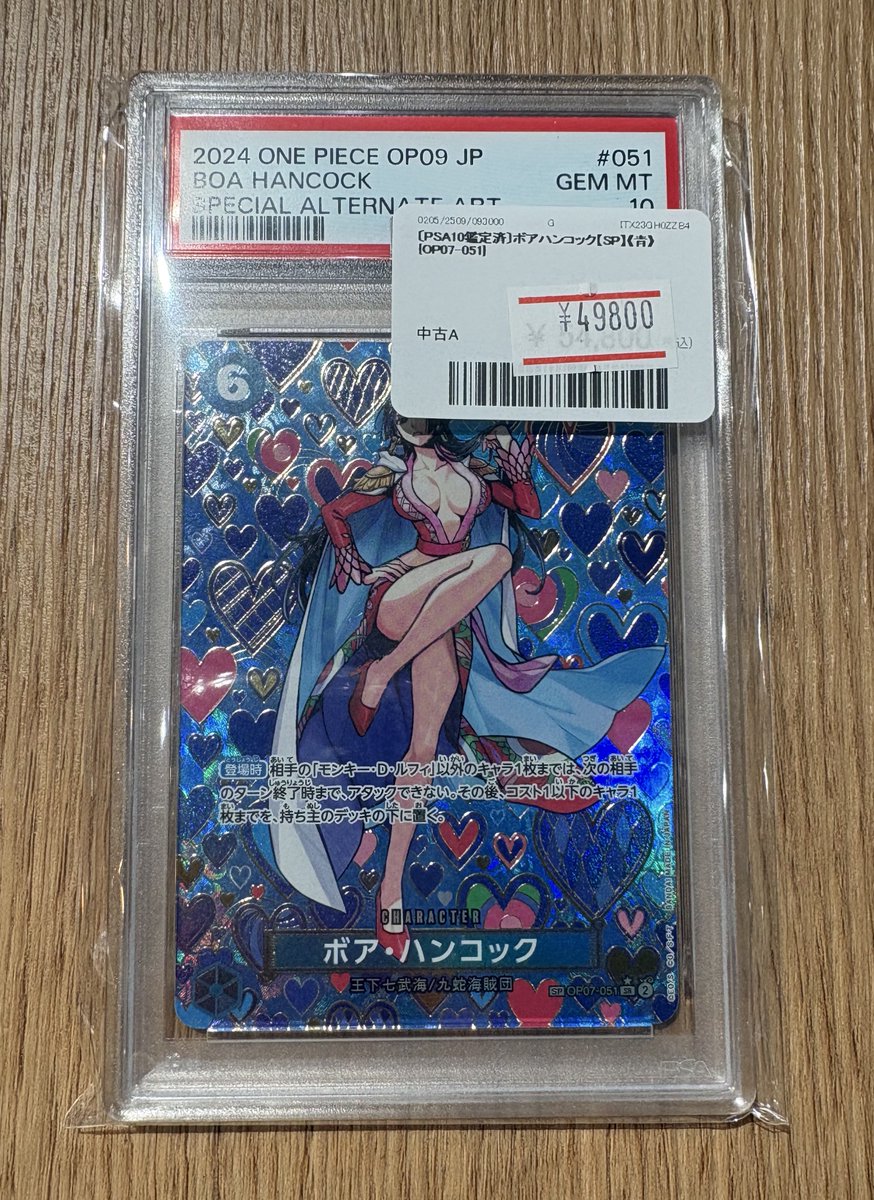 2024 ONE PIECE OP09 JP #051
BOA HANCOCK GEM MT
SPECIAL ALTERNATE ART 10
0205/2509/093000 G
[PSA10鑑定済]ボアハンコック【SP】《青》
[OP07-051]
¥49800
中古A
6
登場時 相手の「モンキー・D・ルフィ」以外のキャラ1枚までは、次の相手
のターン終了時まで、アタックできない。その後、コスト1以下のキャラ1
枚までを、持ち主のデッキの下に置く。
CHARACTER
ボア・ハンコック
王下七武海/九蛇海賊団
SP OP07-051 SR 2